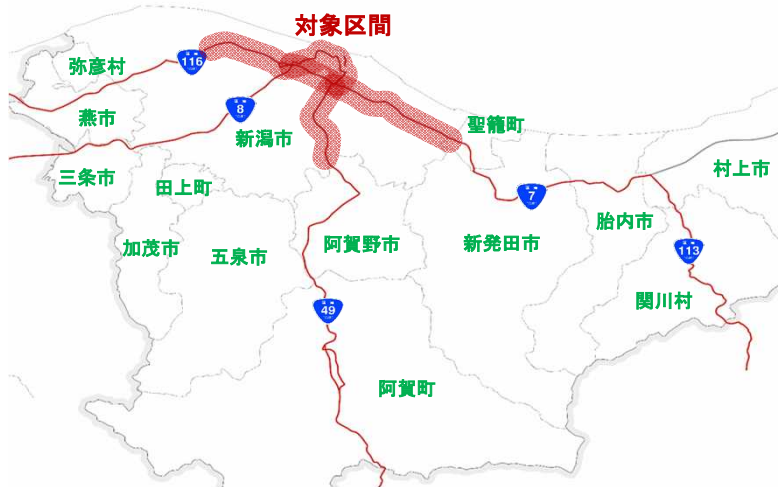 対象区間
116
弥彦村
8
燕市
新潟市
聖籠町
三条市
田上町
7
村上市
胎内市
加茂市
五泉市
阿賀野市
新発田市
113
49
関川村
阿賀町